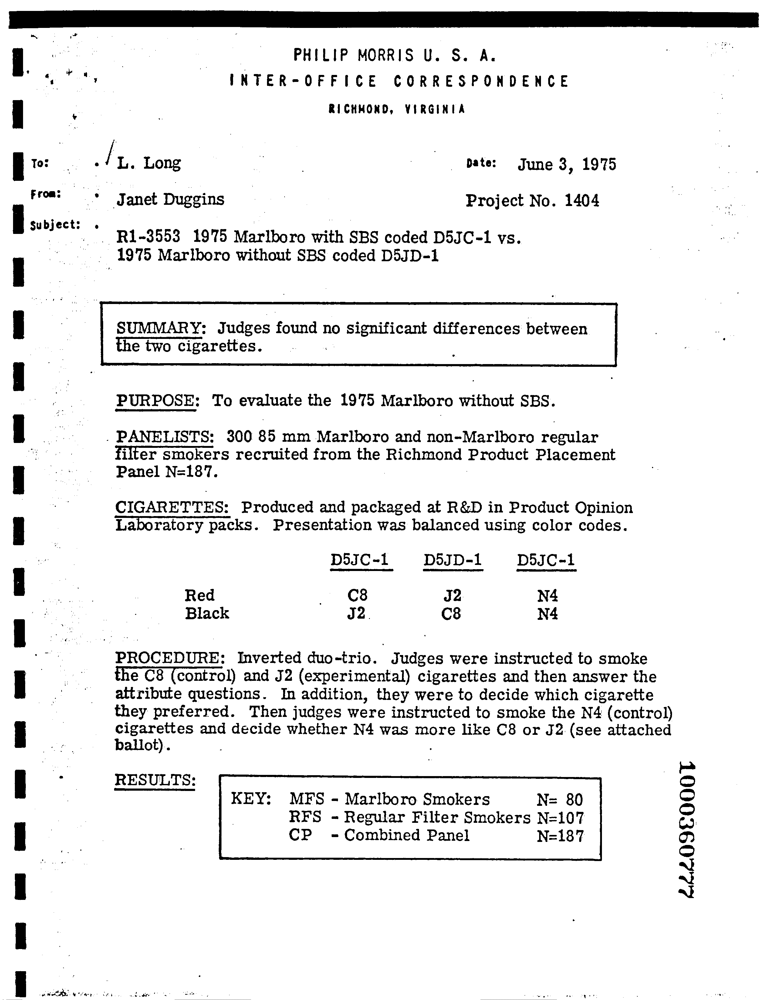 PHILIP MORRIS U. S. A.
INTER-OFFICE CORRESPONDENCE
RICHMOND, VIRGINIA
To: L. Long Date: June 3, 1975
From: Janet Duggins Project No. 1404
Subject: R1-3553 1975 Marlboro with SBS coded D5JC-1 vs.
1975 Marlboro without SBS coded D5JD-1
SUMMARY: Judges found no significant differences between
the two cigarettes.
PURPOSE: To evaluate the 1975 Marlboro without SBS.
PANELISTS: 300 85 mm Marlboro and non-Marlboro regular
filter smokers recruited from the Richmond Product Placement
Panel N=187.
CIGARETTES: Produced and packaged at R&D in Product Opinion
Laboratory packs. Presentation was balanced using color codes.
D5JC-1 D5JD-1 D5JC-1
Red C8 J2 N4
Black J2 C8 N4
PROCEDURE: Inverted duo-trio. Judges were instructed to smoke
the C8 (control) and J2 (experimental) cigarettes and then answer the
attribute questions. In addition, they were to decide which cigarette
they preferred. Then judges were instructed to smoke the N4 (control)
cigarettes and decide whether N4 was more like C8 or J2 (see attached
ballot).
RESULTS:
KEY: MFS - Marlboro Smokers N= 80
RFS - Regular Filter Smokers N=107
CP - Combined Panel N=187
1000360777